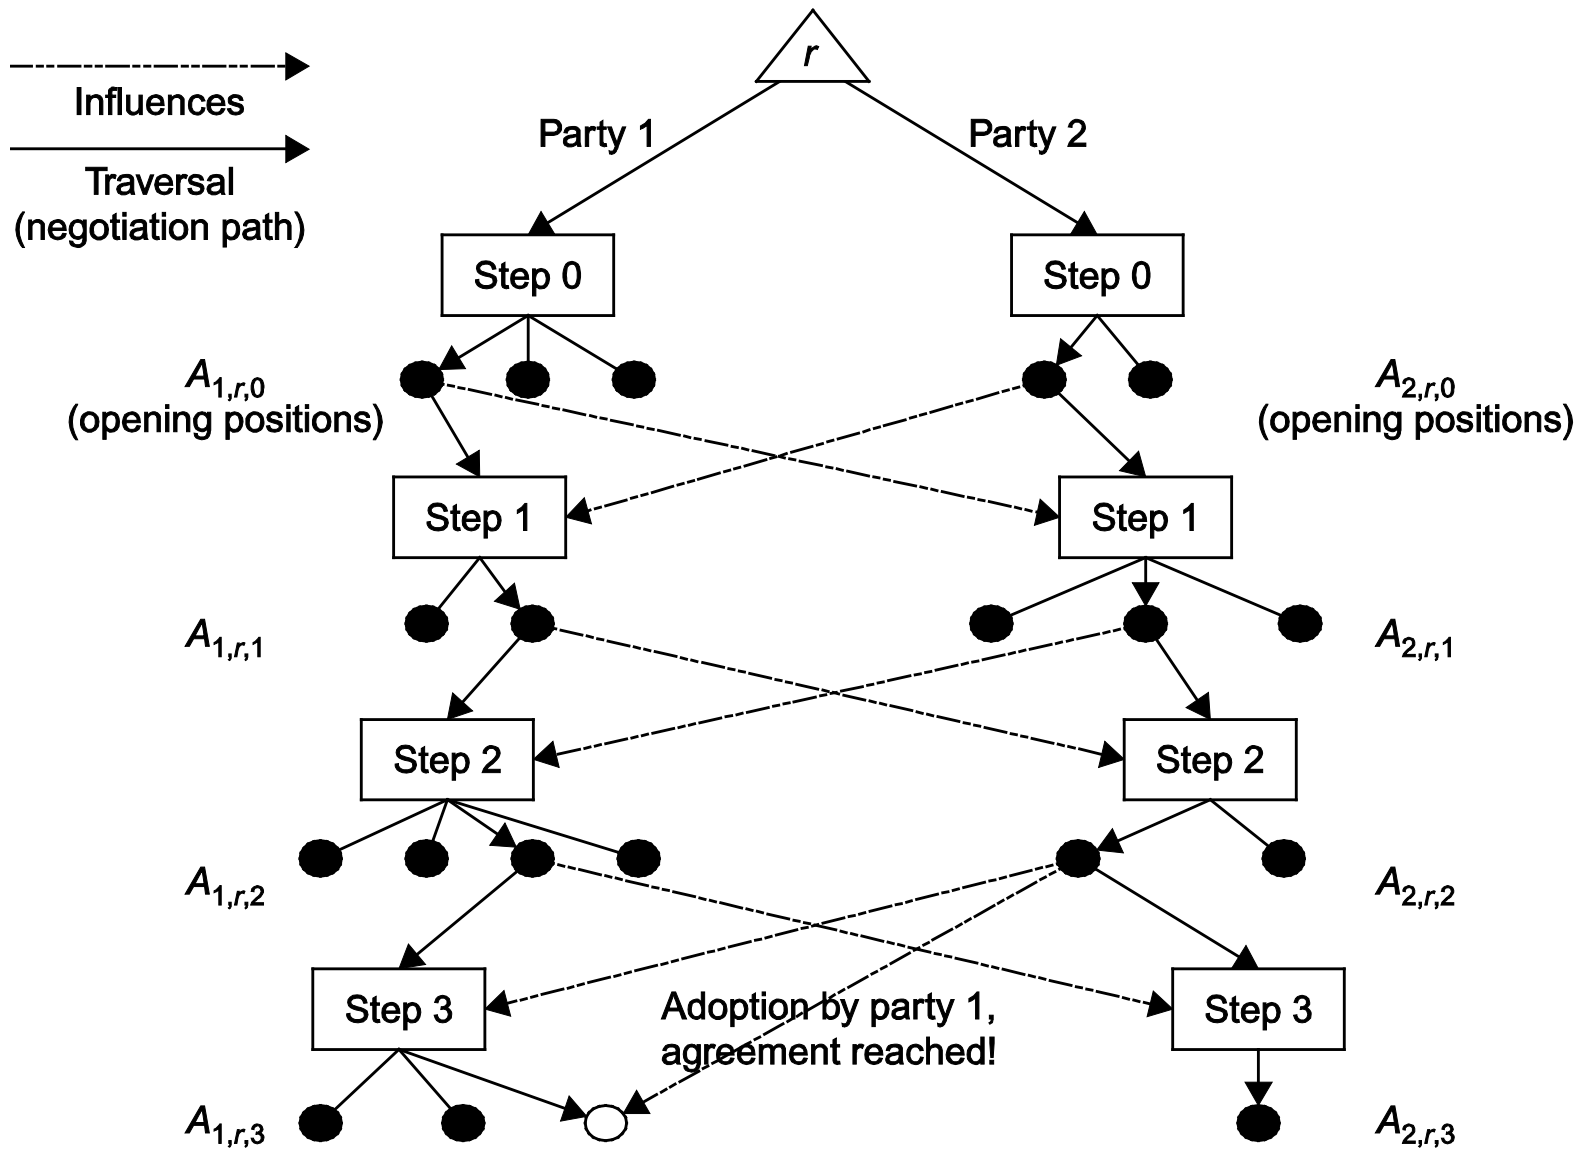 r
Influences
Party 1
Party 2
Traversal
(negotiation path)
Step 0
Step 0
A1,r,0
(opening positions)
A2,r,0
(opening positions)
Step 1
Step 1
A1,r,1
A2,r,1
Step 2
Step 2
A1,r,2
A2,r,2
Step 3
Adoption by party 1,
agreement reached!
Step 3
A1,r,3
A2,r,3